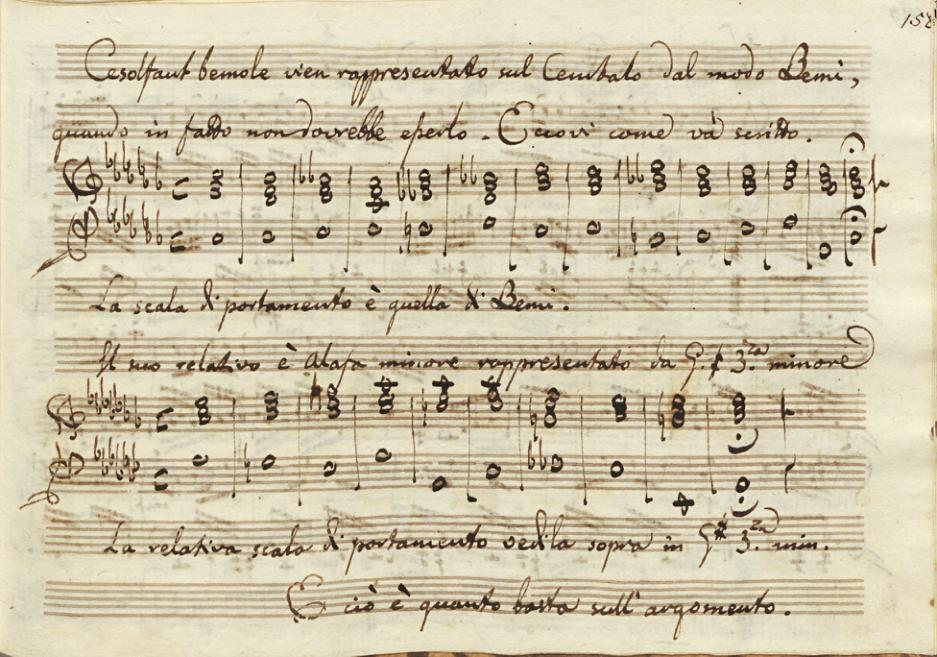 158
Cesolfaut bemole vien rappresentato sul Cembalo dal modo Bemi,
quando in fatto non dovrebbe esserlo. Eccovi come và scritto.
La scala di portamento è quella di Bemi.
Il suo relativo è Alafa minore rappresentato da G. # 3.za minore
La relativa scala di portamento vedila sopra in G# 3.za min.
E ciò è quanto basta sull' argomento.